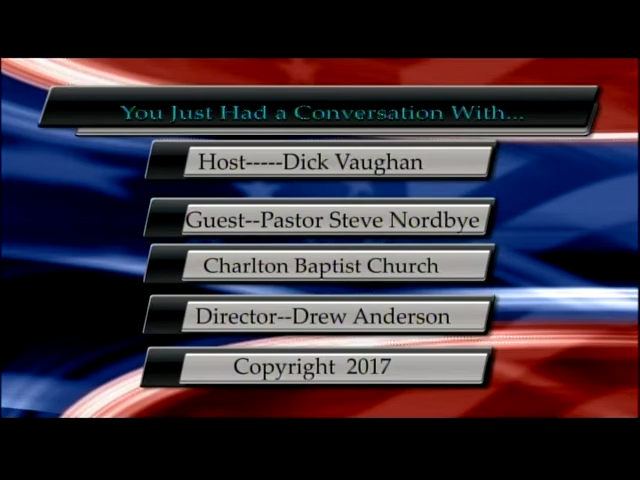 You Just Had a Conversation With...
Host-----Dick Vaughan
Guest--Pastor Steve Nordbye
Charlton Baptist Church
Director--Drew Anderson
Copyright 2017